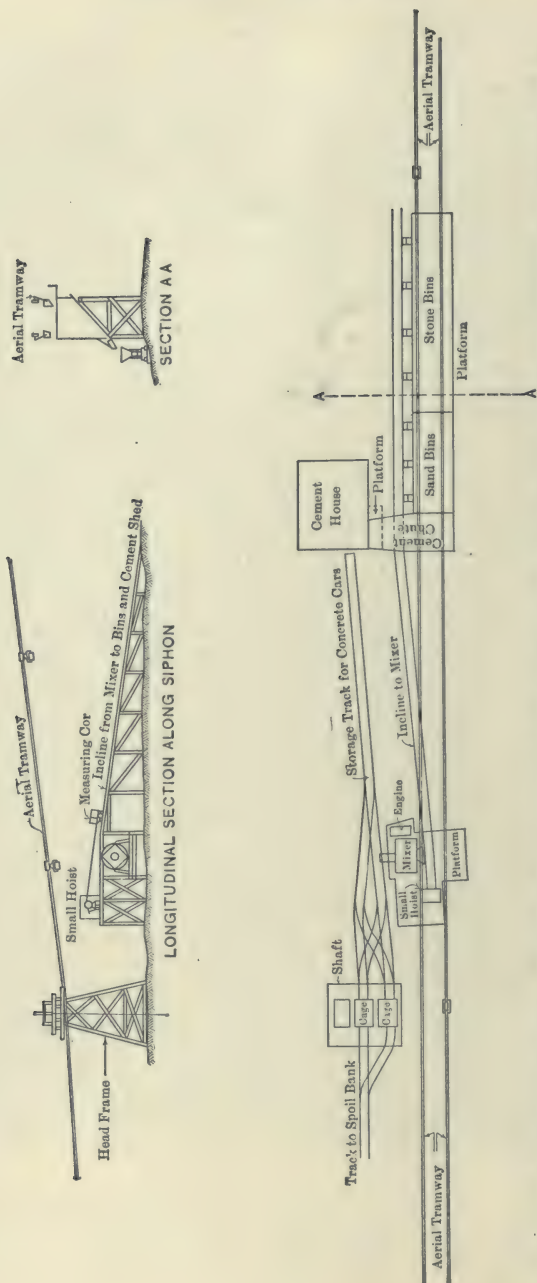 Aerial Tramway
SECTION A A
Aerial Tramway
Small Hoist
Measuring Cor
Incline from Mixer to Bins and Cement Shed
Head Frame
LONGITUDINAL SECTION ALONG SIPHON
Cement
House
Platform
Cement
Chute
Sand Bins
Stone Bins
Platform
A
A
Aerial Tramway
Storage Track for Concrete Cars
Incline to Mixer
Engine
Mixer
Small
Hoist
Platform
Shaft
Cage
Cage
Track to Spoil Bank
Aerial Tramway